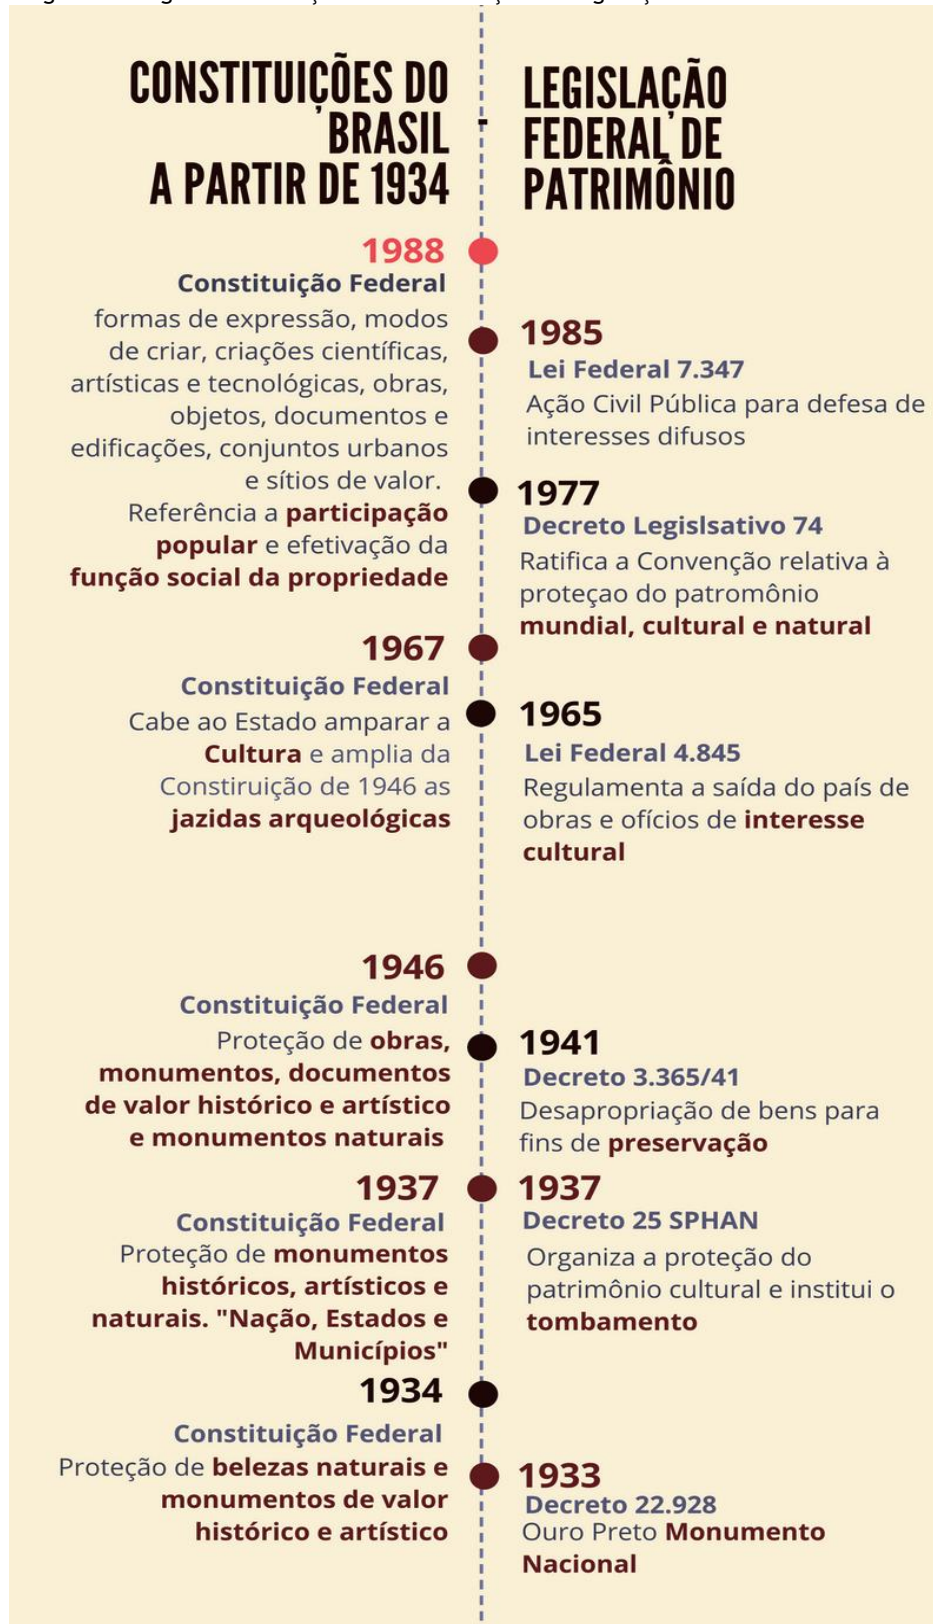 CONSTITUIÇÕES DO
BRASIL
A PARTIR DE 1934
-
LEGISLAÇÃO
FEDERAL DE
PATRIMÔNIO
1988
Constituição Federal
formas de expressão, modos
de criar, criações científicas,
artísticas e tecnológicas, obras,
objetos, documentos e
edificações, conjuntos urbanos
e sítios de valor.
Referência a participação
popular e efetivação da
função social da propriedade
1985
Lei Federal 7.347
Ação Civil Pública para defesa de
interesses difusos
1977
Decreto Legislsativo 74
Ratifica a Convenção relativa à
proteçao do patromônio
mundial, cultural e natural
1967
Constituição Federal
Cabe ao Estado amparar a
Cultura e amplia da
Constiruição de 1946 as
jazidas arqueológicas
1965
Lei Federal 4.845
Regulamenta a saída do país de
obras e ofícios de interesse
cultural
1946
Constituição Federal
Proteção de obras,
monumentos, documentos
de valor histórico e artístico
e monumentos naturais
1941
Decreto 3.365/41
Desapropriação de bens para
fins de preservação
1937
Constituição Federal
Proteção de monumentos
históricos, artísticos e
naturais. "Nação, Estados e
Municípios"
1937
Decreto 25 SPHAN
Organiza a proteção do
patrimônio cultural e institui o
tombamento
1934
Constituição Federal
Proteção de belezas naturais e
monumentos de valor
histórico e artístico
1933
Decreto 22.928
Ouro Preto Monumento
Nacional